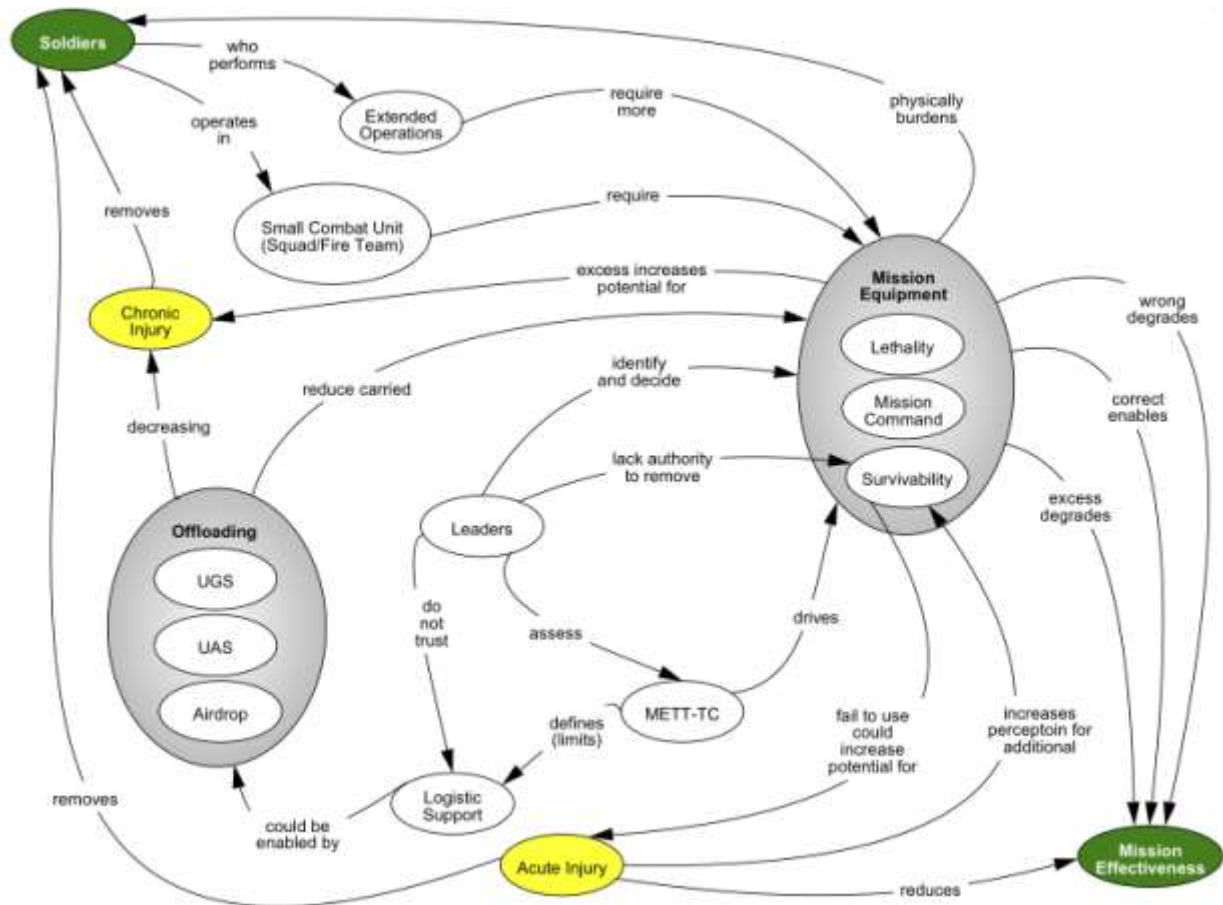 Soldiers
who
performs
Extended
Operations
require
more
physically
burdens
operates
in
Small Combat Unit
(Squad/Fire Team)
require
removes
Chronic
Injury
excess increases
potential for
Mission
Equipment
Lethality
Mission
Command
Survivability
wrong
degrades
correct
enables
excess
degrades
reduce carried
identify
and decide
decreasing
lack authority
to remove
Offloading
UGS
UAS
Airdrop
Leaders
do
not
trust
assess
drives
METT-TC
defines
(limits)
fail to use
could
increase
potential for
increases
perceptoin for
additional
removes
could be
enabled by
Logistic
Support
Acute Injury
reduces
Mission
Effectiveness